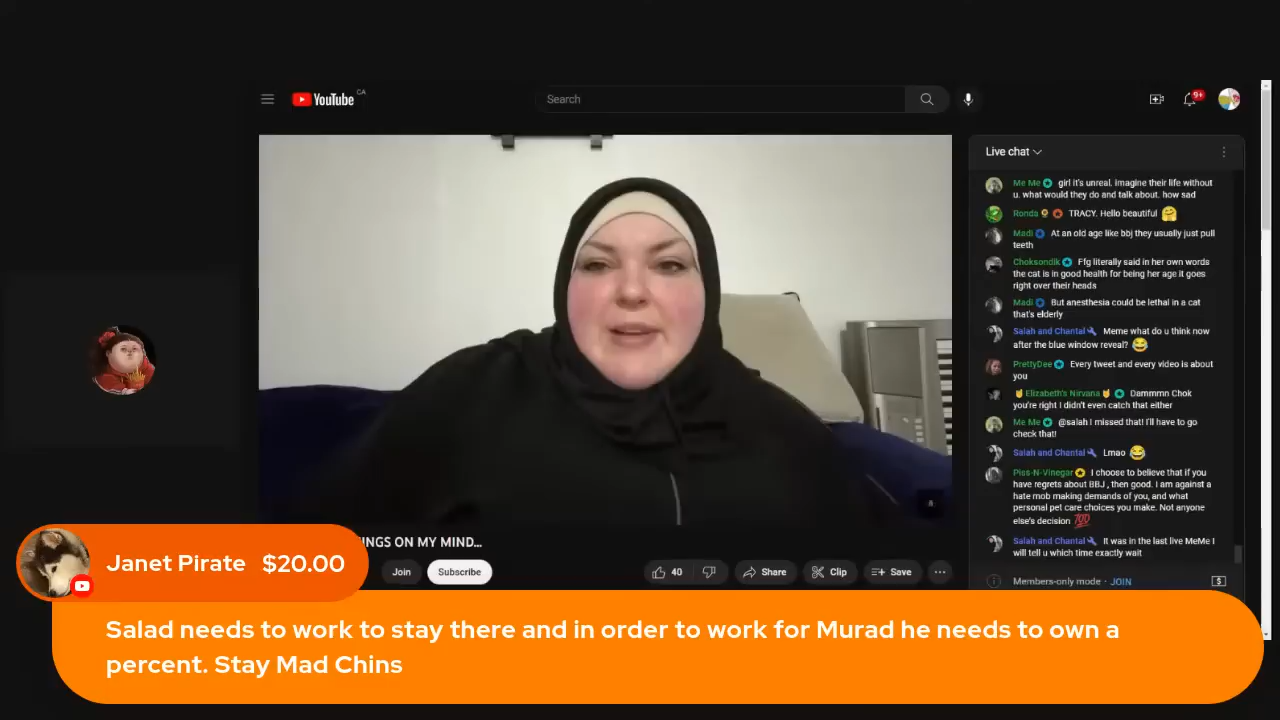 YouTube CA
Search
9+
Live chat
Me Me girl it's unreal. imagine their life without
u. what would they do and talk about. how sad
Ronda TRACY. Hello beautiful 🤗
Madi At an old age like bbj they usually just pull
teeth
Choksondik Ffg literally said in her own words
the cat is in good health for being her age it goes
right over their heads
Madi But anesthesia could be lethal in a cat
that's elderly
Salah and Chantal Meme what do you think now
after the blue window reveal? 😂
PrettyDee Every tweet and every video is about
you
🤘Elizabeth's Nirvana🤘 Dammmn Chok
you're right I didn't even catch that either
Me Me @salah I missed that! I'll have to go
check that!
Salah and Chantal Lmao 😂
Piss-N-Vinegar I choose to believe that if you
have regrets about BBJ , then good. I am against a
hate mob making demands of you, and what
personal pet care choices you make. Not anyone
else's decision 💯
Salah and Chantal It was in the last live MeMe I
will tell u which time exactly wait
Members-only mode · JOIN
INGS ON MY MIND...
Join
Subscribe
40
Share
Clip
Save
Janet Pirate $20.00
Salad needs to work to stay there and in order to work for Murad he needs to own a
percent. Stay Mad Chins